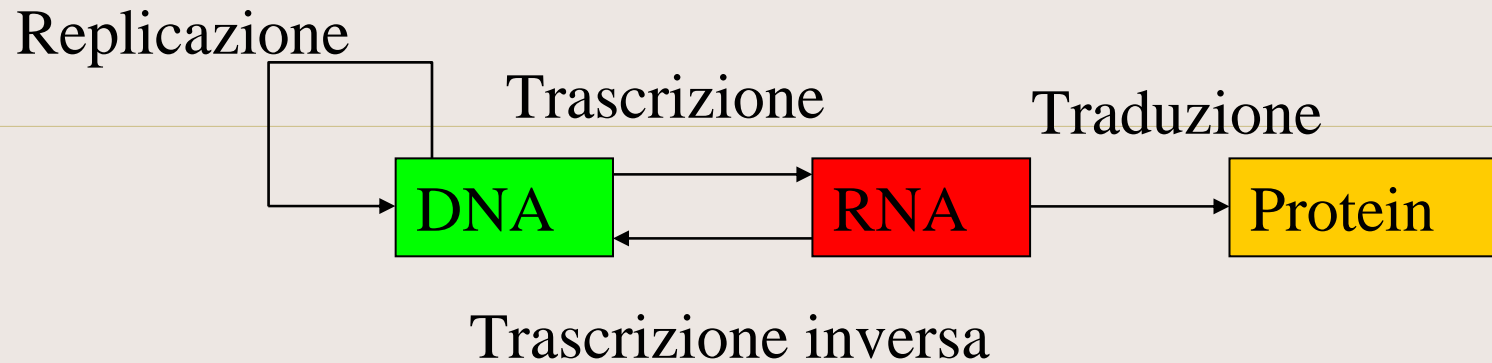 Replicazione
Trascrizione
Traduzione
DNA
RNA
Protein
Trascrizione inversa